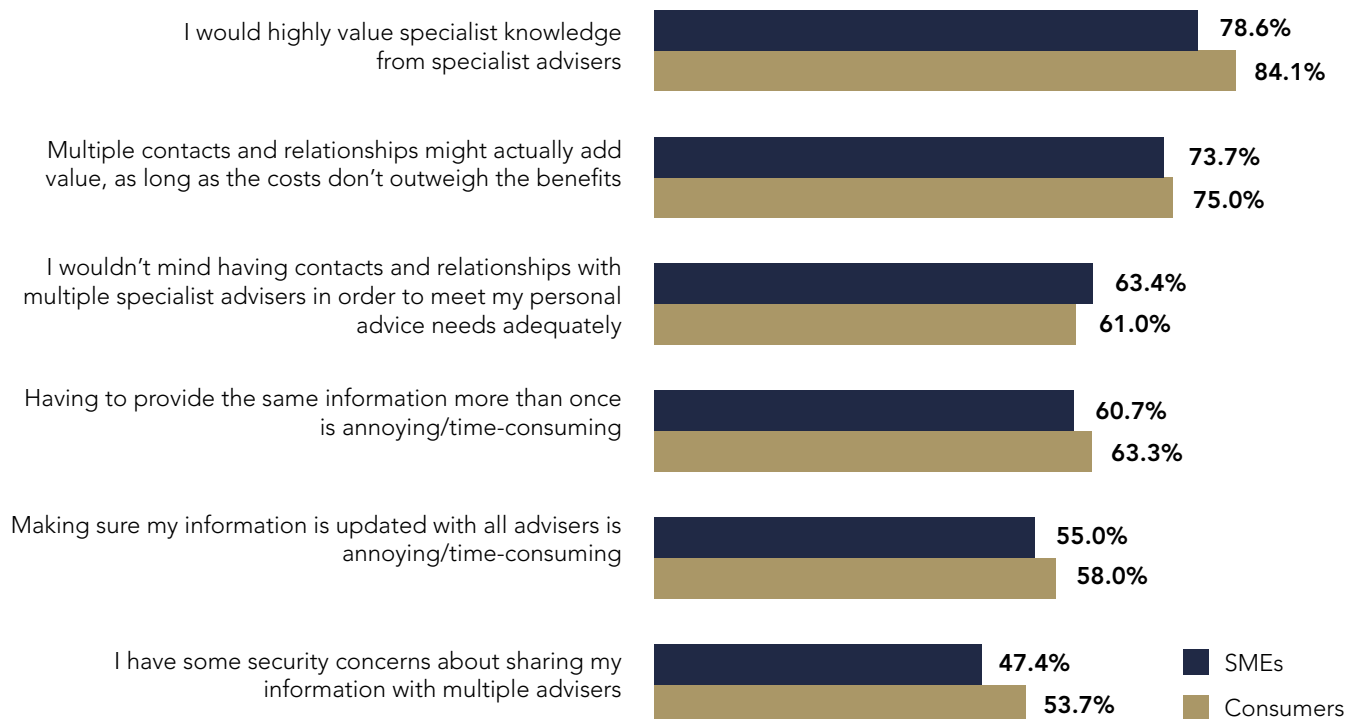 I would highly value specialist knowledge
from specialist advisers
78.6%
84.1%
Multiple contacts and relationships might actually add
value, as long as the costs don’t outweigh the benefits
73.7%
75.0%
I wouldn’t mind having contacts and relationships with
multiple specialist advisers in order to meet my personal
advice needs adequately
63.4%
61.0%
Having to provide the same information more than once
is annoying/time-consuming
60.7%
63.3%
Making sure my information is updated with all advisers is
annoying/time-consuming
55.0%
58.0%
I have some security concerns about sharing my
information with multiple advisers
47.4%
53.7%
SMEs
Consumers